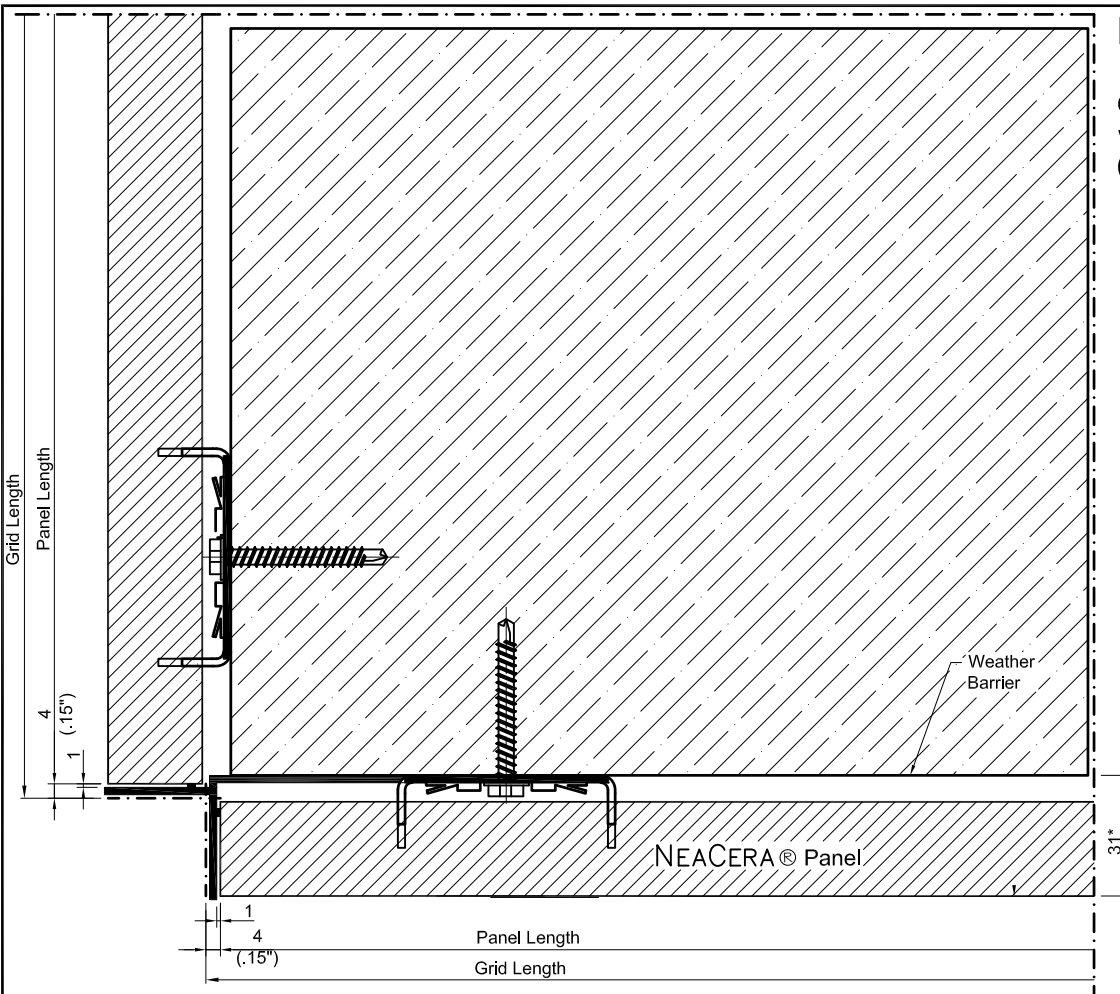 Grid Length
Panel Length
4
(.15")
1
Weather
Barrier
NEACERA® Panel
31*
1
4
(.15")
Panel Length
Grid Length